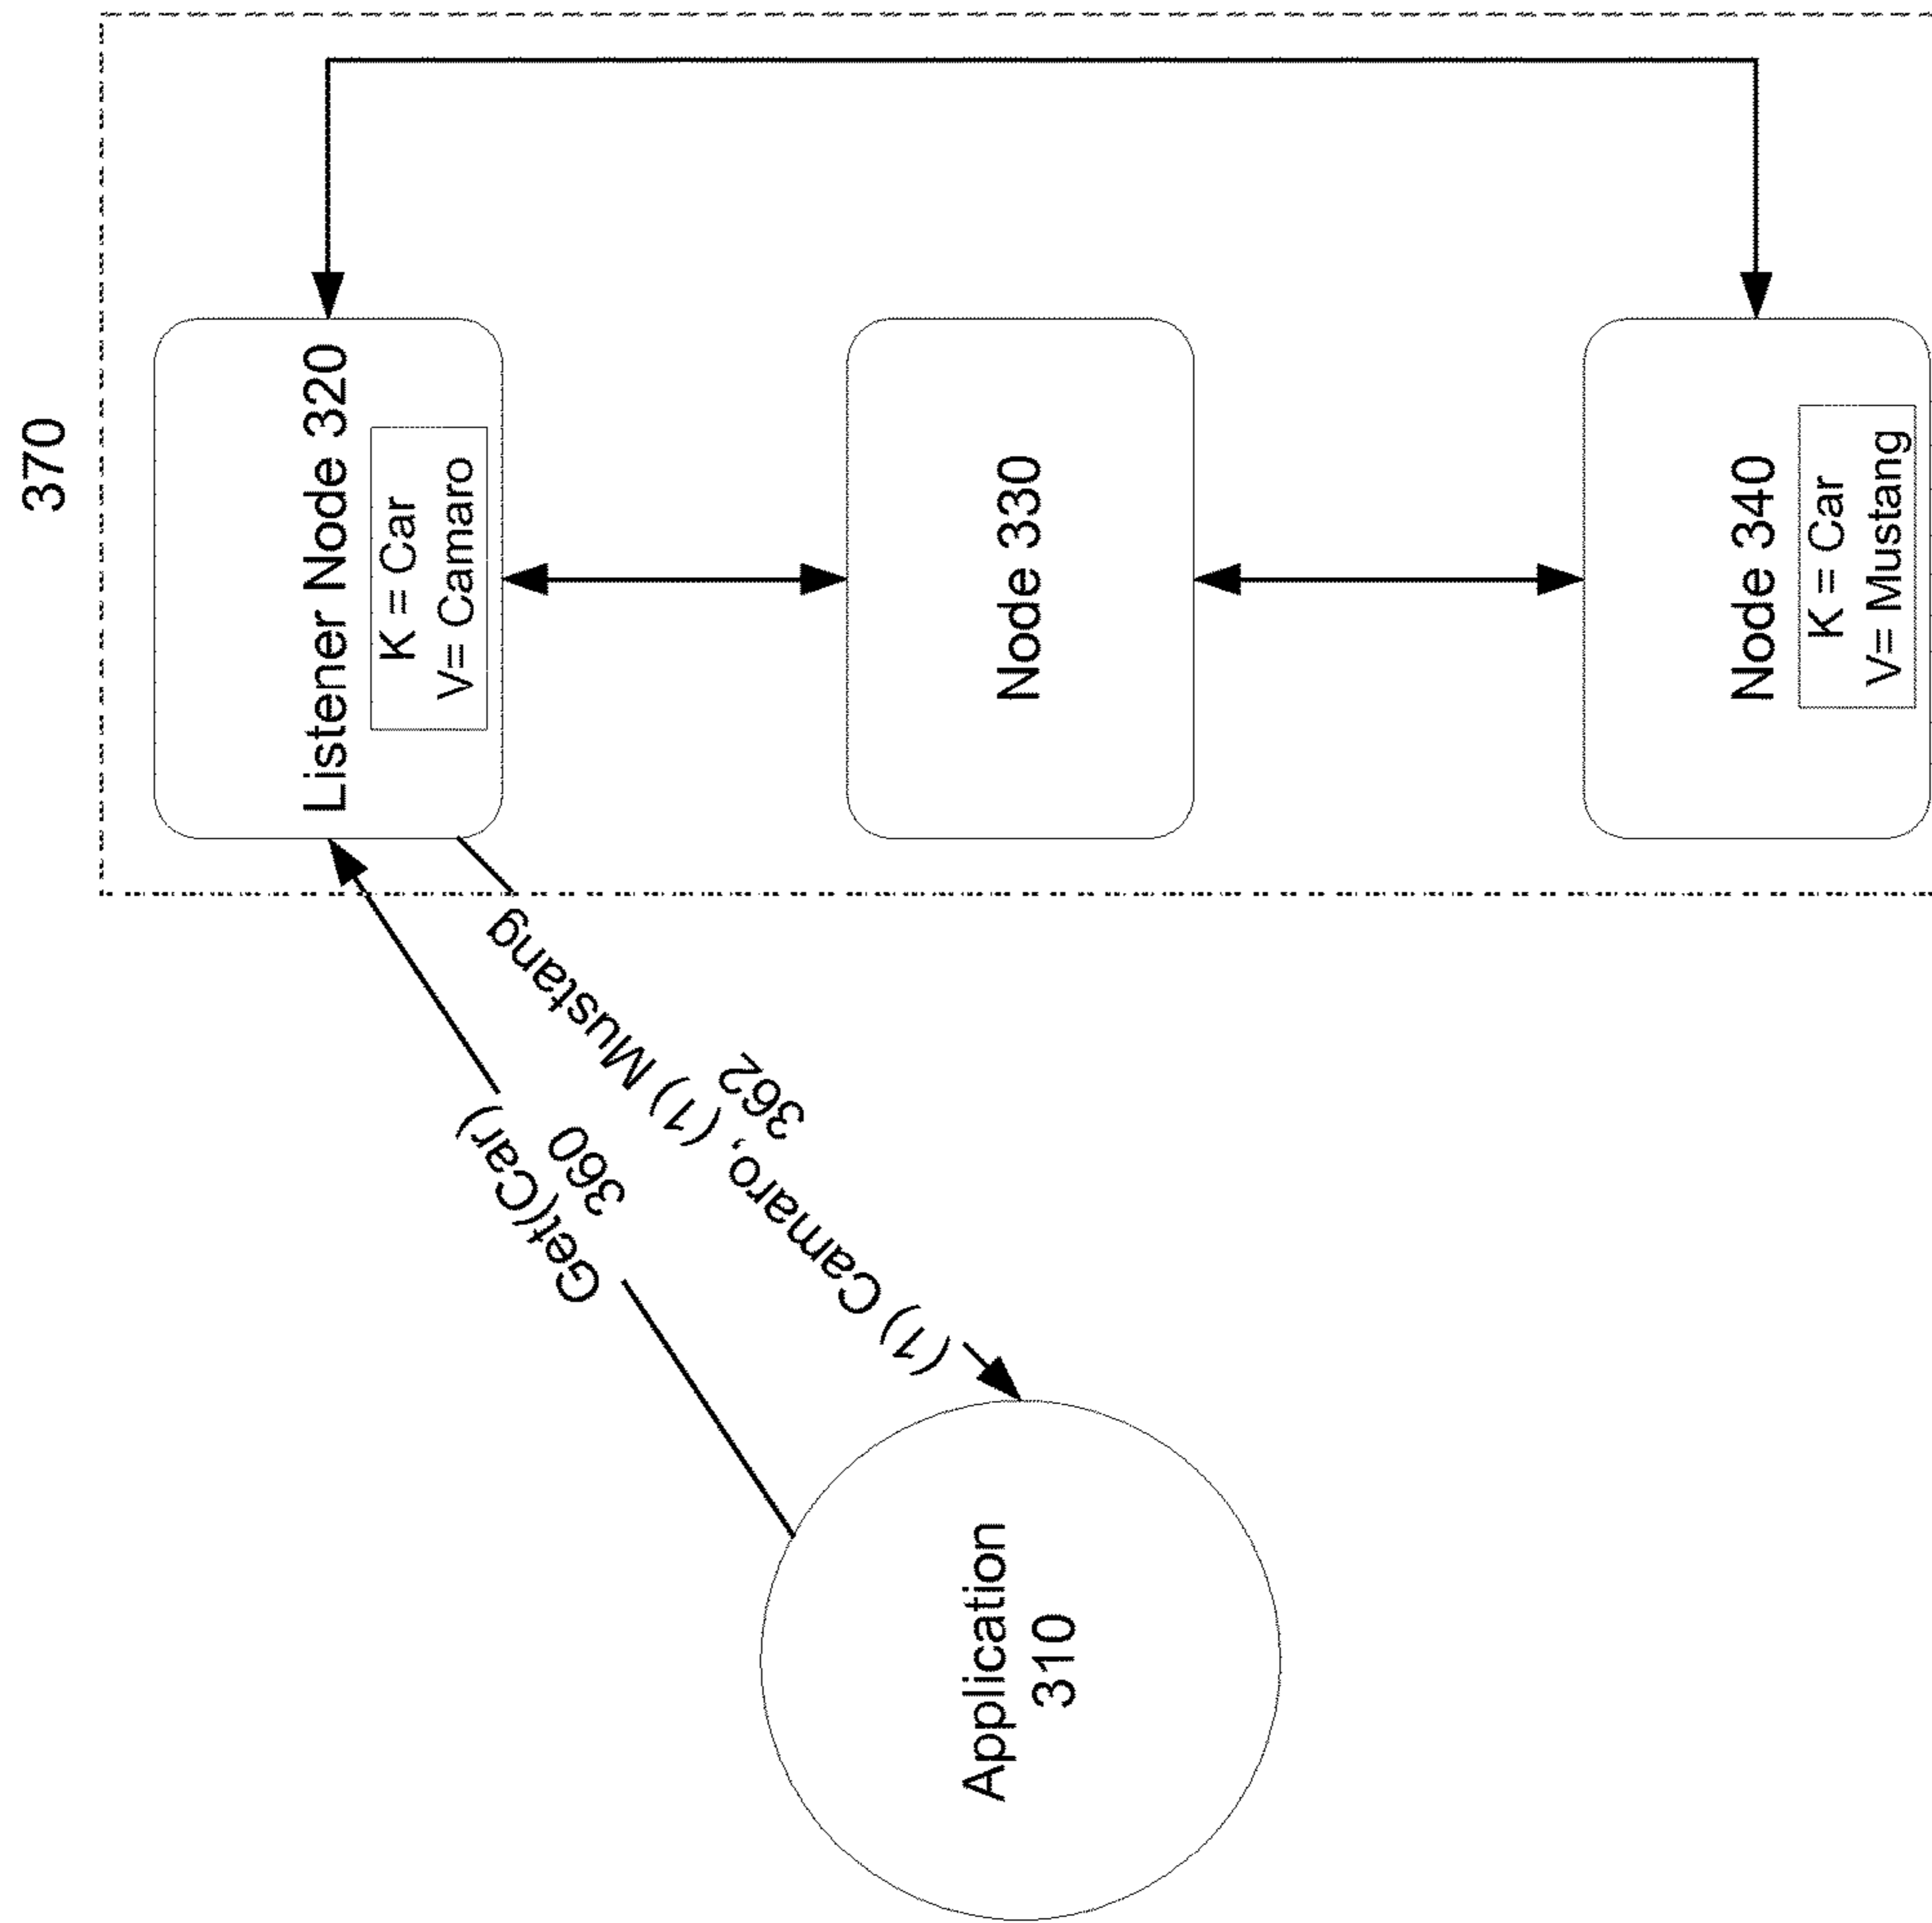 370
Listener Node 320
K = Car
V= Camaro
Node 330
Node 340
K = Car
V= Mustang
Get(Car)
360
(1) Camaro, (1) Mustang
362
Application
310